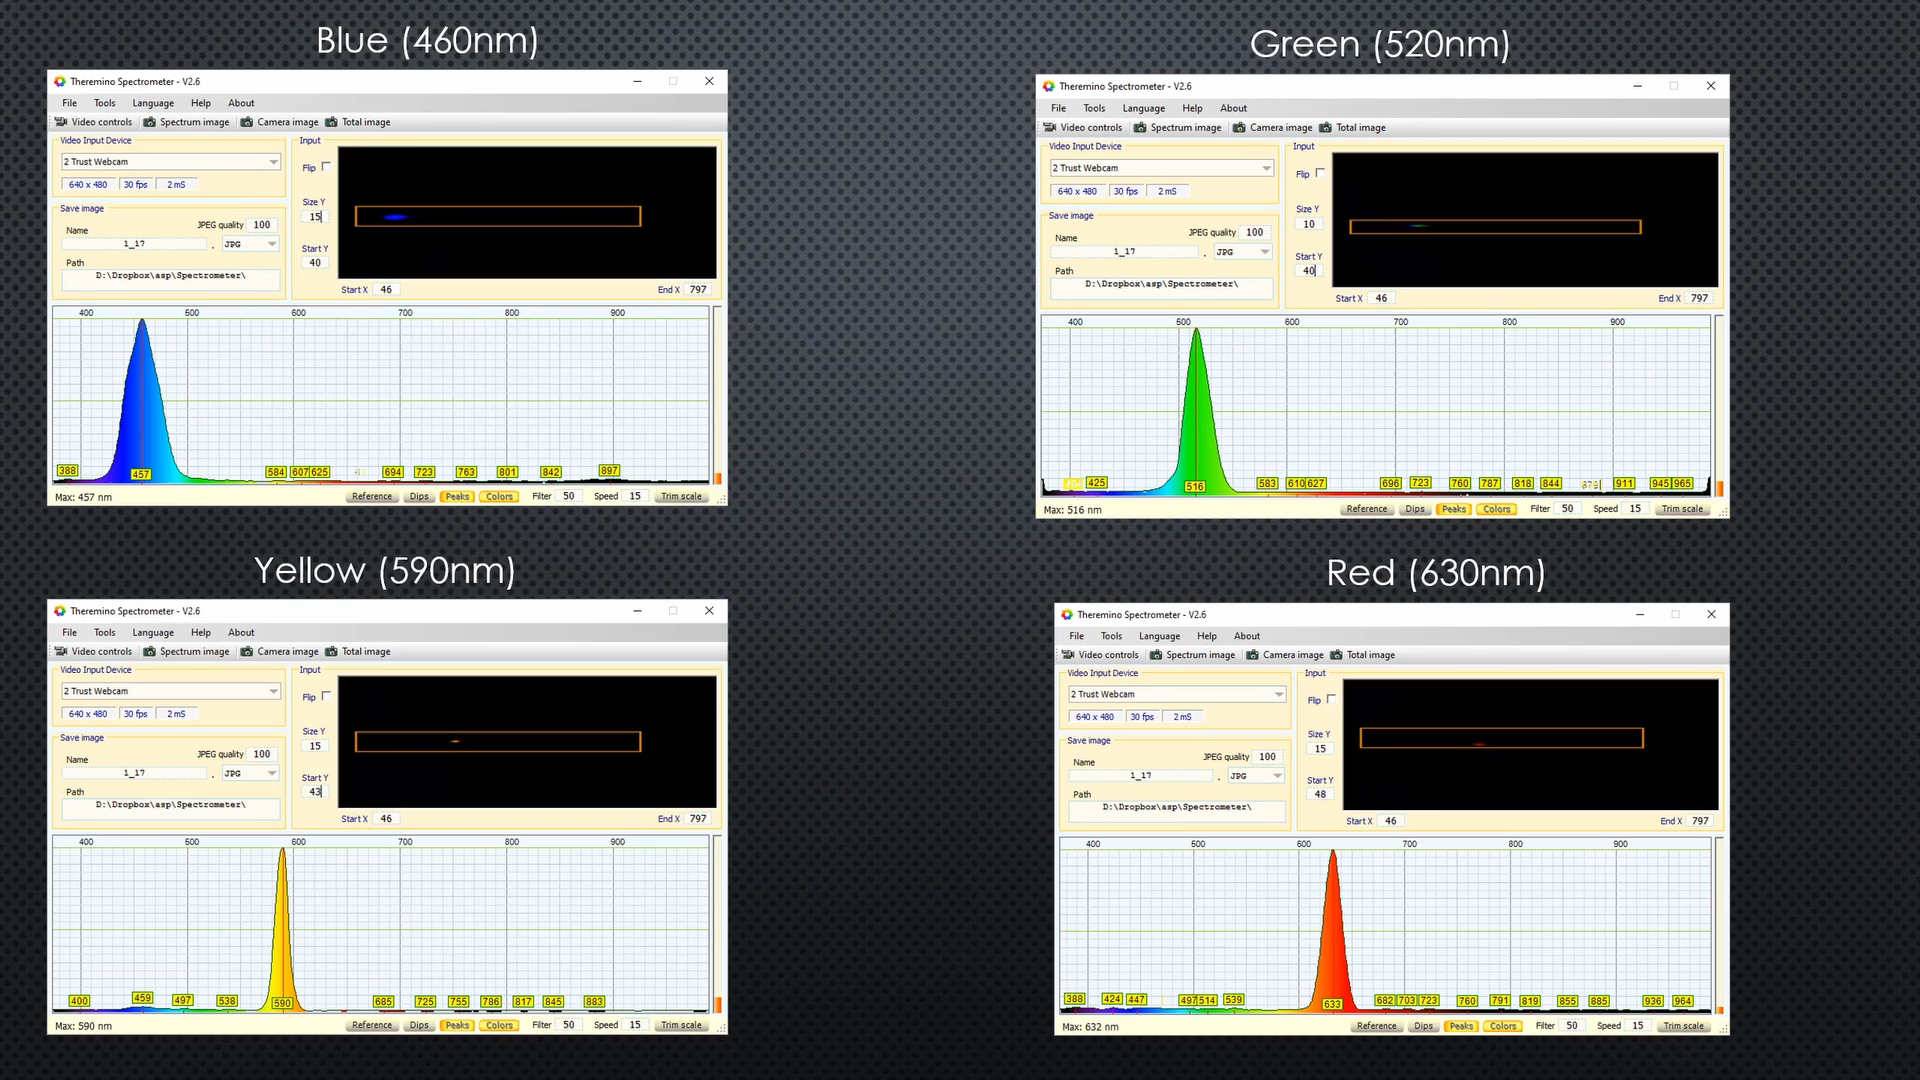 Blue (460nm)
Theremino Spectrometer - V2.6
File Tools Language Help About
Video controls Spectrum image Camera image Total image
Video Input Device
2 Trust Webcam
640 x 480 30 fps 2 mS
Save image
JPEG quality 100
Name
1_17 . JPG
Path
D:\Dropbox\asp\Spectrometer\
Input
Flip
Size Y
15
Start Y
40
Start X 46 End X 797
400 500 600 700 800 900
388 457 584 607 625 694 723 763 801 842 897
Max: 457 nm Reference Dips Peaks Colors Filter 50 Speed 15 Trim scale
Green (520nm)
Theremino Spectrometer - V2.6
File Tools Language Help About
Video controls Spectrum image Camera image Total image
Video Input Device
2 Trust Webcam
640 x 480 30 fps 2 mS
Save image
JPEG quality 100
Name
1_17 . JPG
Path
D:\Dropbox\asp\Spectrometer\
Input
Flip
Size Y
10
Start Y
40
Start X 46 End X 797
400 500 600 700 800 900
425 516 583 610 627 696 723 760 787 818 844 911 945 965
Max: 516 nm Reference Dips Peaks Colors Filter 50 Speed 15 Trim scale
Yellow (590nm)
Theremino Spectrometer - V2.6
File Tools Language Help About
Video controls Spectrum image Camera image Total image
Video Input Device
2 Trust Webcam
640 x 480 30 fps 2 mS
Save image
JPEG quality 100
Name
1_17 . JPG
Path
D:\Dropbox\asp\Spectrometer\
Input
Flip
Size Y
15
Start Y
43
Start X 46 End X 797
400 500 600 700 800 900
400 459 497 538 590 685 725 755 786 817 845 883
Max: 590 nm Reference Dips Peaks Colors Filter 50 Speed 15 Trim scale
Red (630nm)
Theremino Spectrometer - V2.6
File Tools Language Help About
Video controls Spectrum image Camera image Total image
Video Input Device
2 Trust Webcam
640 x 480 30 fps 2 mS
Save image
JPEG quality 100
Name
1_17 . JPG
Path
D:\Dropbox\asp\Spectrometer\
Input
Flip
Size Y
15
Start Y
48
Start X 46 End X 797
400 500 600 700 800 900
388 424 447 497 514 539 633 682 703 723 760 791 819 855 885 936 964
Max: 632 nm Reference Dips Peaks Colors Filter 50 Speed 15 Trim scale